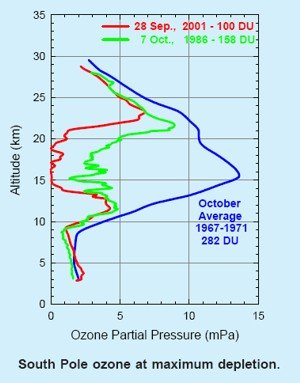 35
28 Sep., 2001 - 100 DU
7 Oct., 1986 - 158 DU
30
25
20
15
10
5
0
Altitude (km)
October
Average
1967-1971
282 DU
0 5 10 15
Ozone Partial Pressure (mPa)
South Pole ozone at maximum depletion.